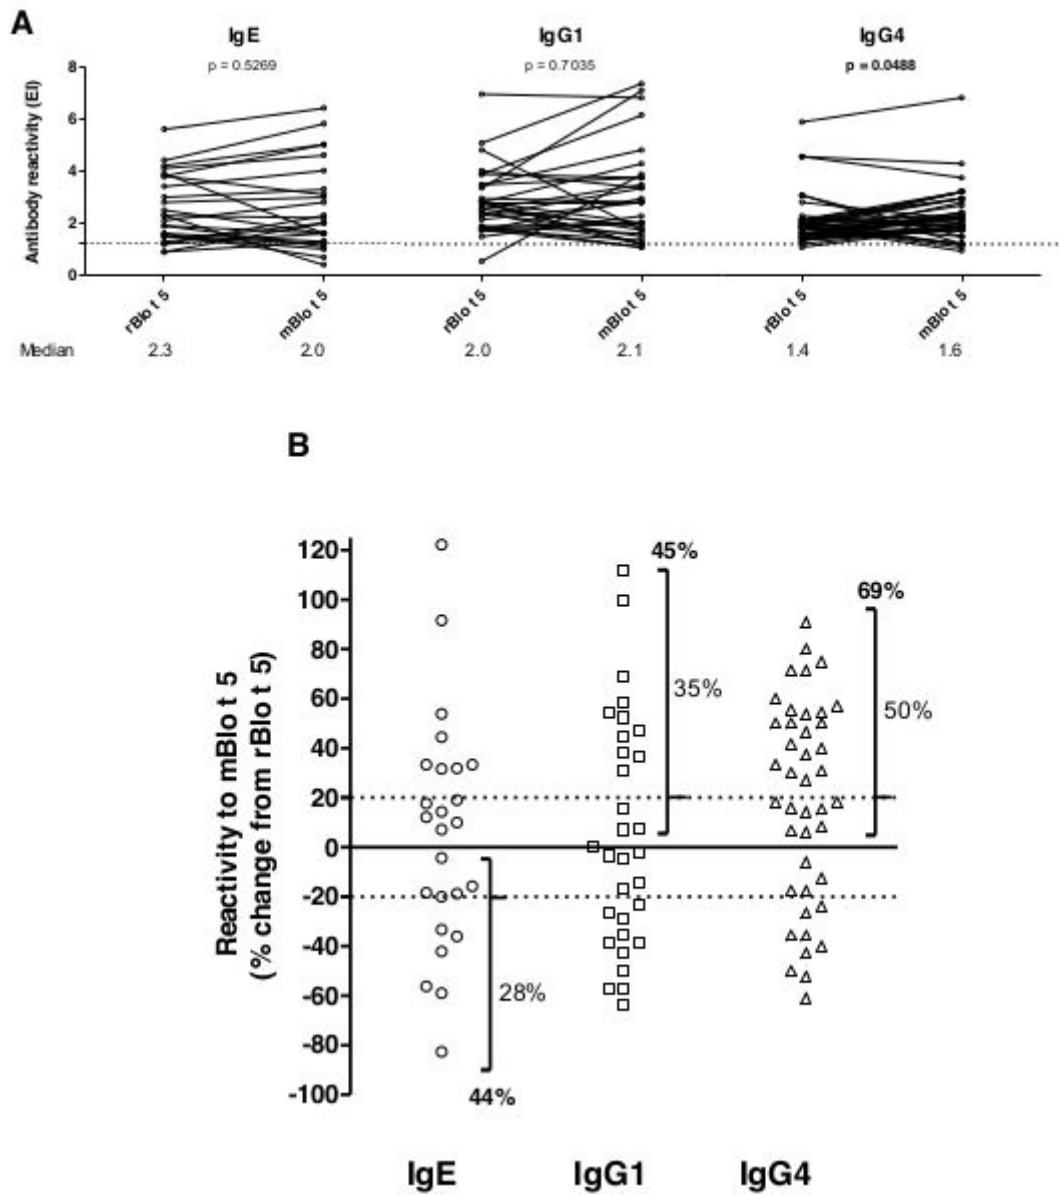 A
IgE IgG1 IgG4
p = 0.5269 p = 0.7035 p = 0.0488
Antibody reactivity (EI)
8
6
4
2
0
rBlo t 5 mBlo t 5 rBlo t 5 mBlo t 5 rBlo t 5 mBlo t 5
Median 2.3 2.0 2.0 2.1 1.4 1.6
B
Reactivity to mBlo t 5
(% change from rBlo t 5)
120
100
80
60
40
20
0
-20
-40
-60
-80
-100
45%
35%
69%
50%
28%
44%
IgE IgG1 IgG4